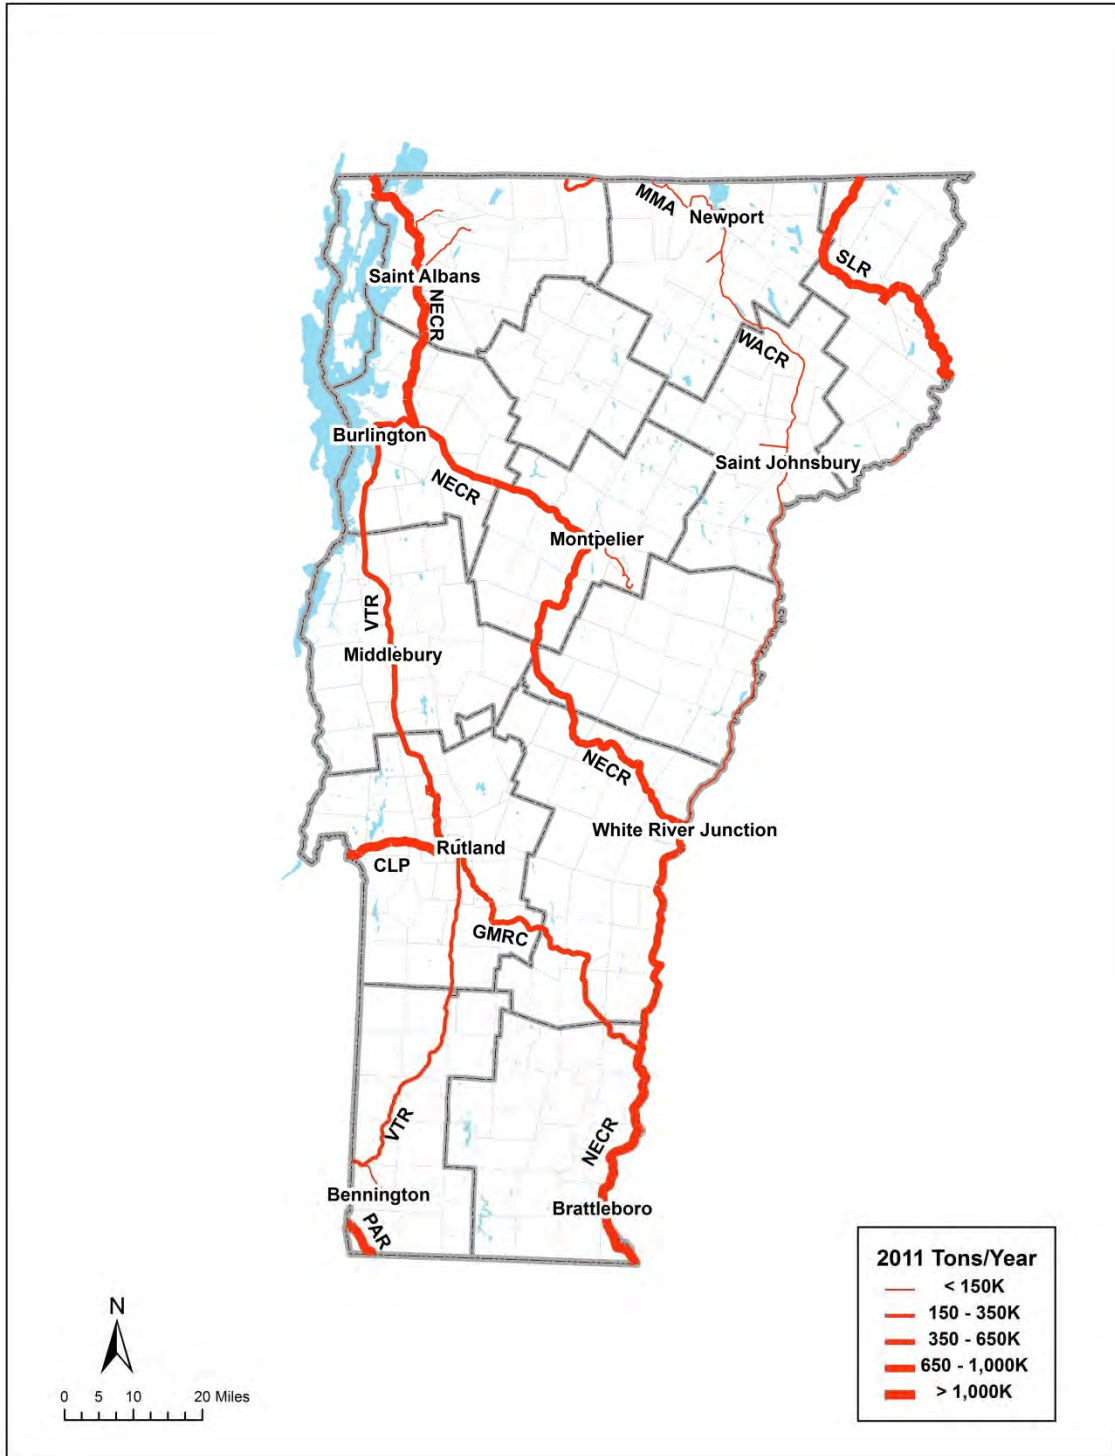 MMA
Newport
SLR
Saint Albans
NECR
WACR
Burlington
Saint Johnsbury
NECR
Montpelier
VTR
Middlebury
NECR
White River Junction
Rutland
CLP
GMRC
VTR
NECR
Bennington
Brattleboro
PAR
2011 Tons/Year
< 150K
150 - 350K
350 - 650K
650 - 1,000K
> 1,000K
N
0 5 10 20 Miles